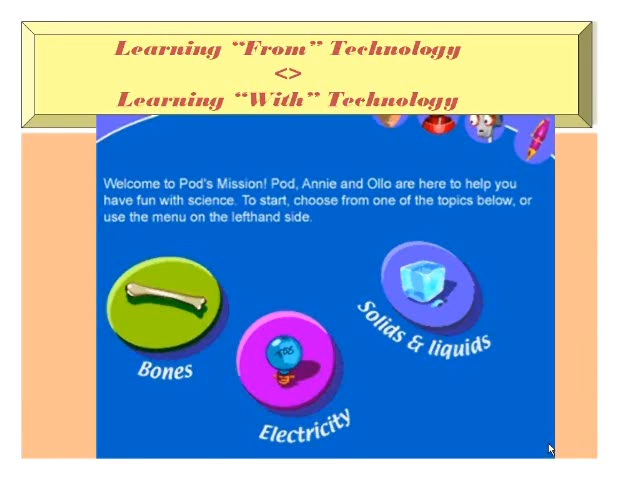 Learning “From” Technology
<>
Learning “With” Technology
Welcome to Pod's Mission! Pod, Annie and Ollo are here to help you
have fun with science. To start, choose from one of the topics below, or
use the menu on the lefthand side.
Solids & liquids
Bones
Electricity